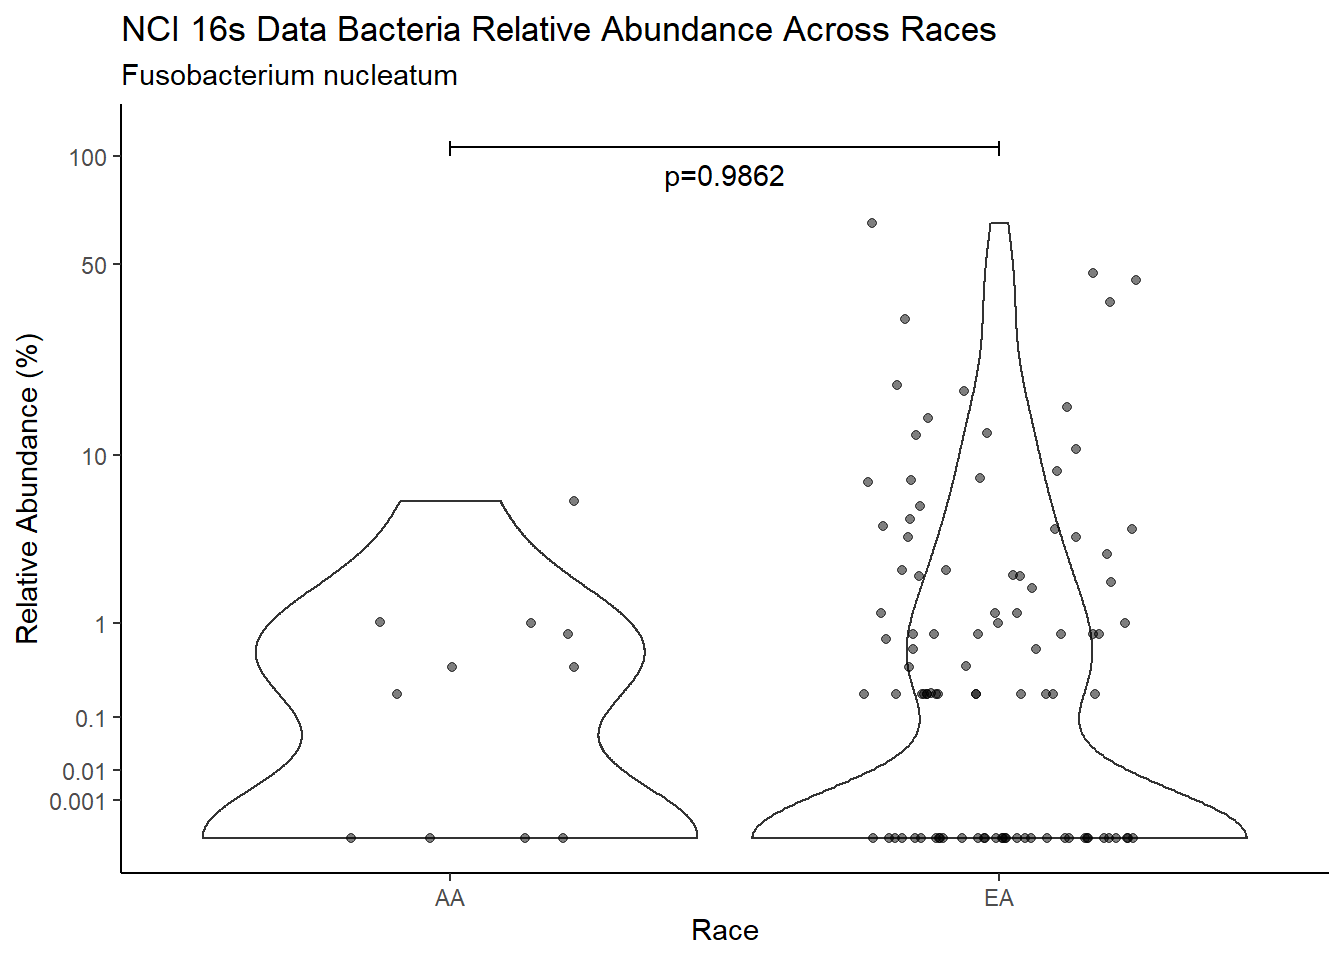 NCI 16s Data Bacteria Relative Abundance Across Races
Fusobacterium nucleatum
p=0.9862
100
50
10
1
0.1
0.01
0.001
Relative Abundance (%)
AA
EA
Race